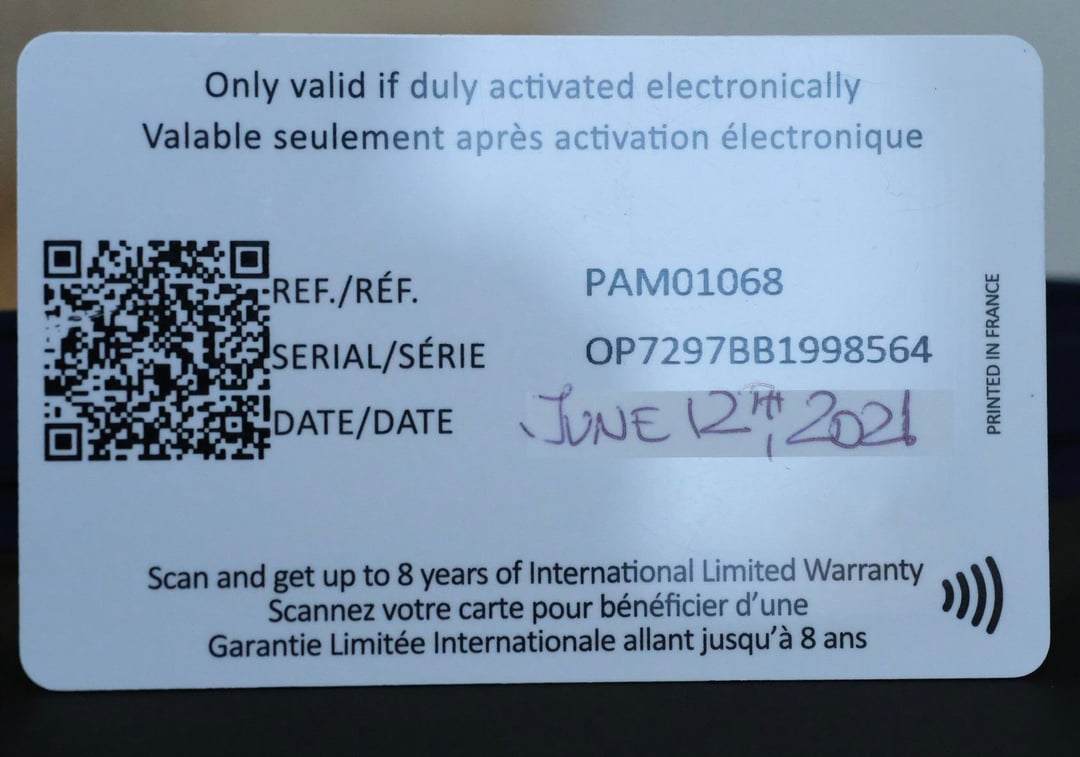 Only valid if duly activated electronically
Valable seulement après activation électronique
REF./RÉF. PAM01068
SERIAL/SÉRIE OP7297BB1998564
DATE/DATE JUNE 12TH, 2021
PRINTED IN FRANCE
Scan and get up to 8 years of International Limited Warranty
Scannez votre carte pour bénéficier d’une
Garantie Limitée Internationale allant jusqu’à 8 ans